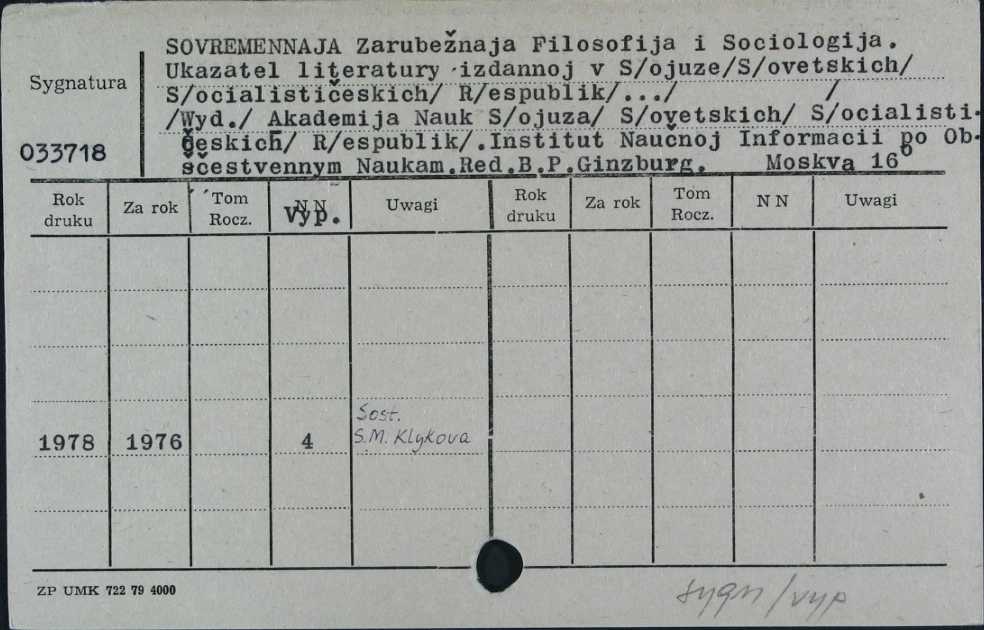 SOVREMENNAJA Zarubežnaja Filosofija i Sociologija.
Ukazatel literatury izdannoj v S/ojuze/S/ovetskich/
S/ocialističeskich/ R/espublik/.../ /
/Wyd./ Akademija Nauk S/ojuza/ S/ovetskich/ S/ocialisti-
českich/ R/espublik/.Institut Naučnoj Informacii po Ob-
ščestvennym Naukam.Red.B.P.Ginzburg. Moskva 16°
Sygnatura
033718
Rok druku Za rok Tom Rocz. N N Vyp. Uwagi Rok druku Za rok Tom Rocz. N N Uwagi
Sost.
1978 1976 4 S.M. Klykova
ZP UMK 722 79 4000
sygn/vyp